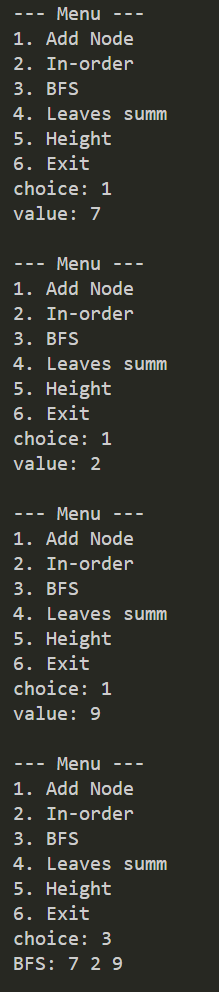 --- Menu ---
1. Add Node
2. In-order
3. BFS
4. Leaves summ
5. Height
6. Exit
choice: 1
value: 7
--- Menu ---
1. Add Node
2. In-order
3. BFS
4. Leaves summ
5. Height
6. Exit
choice: 1
value: 2
--- Menu ---
1. Add Node
2. In-order
3. BFS
4. Leaves summ
5. Height
6. Exit
choice: 1
value: 9
--- Menu ---
1. Add Node
2. In-order
3. BFS
4. Leaves summ
5. Height
6. Exit
choice: 3
BFS: 7 2 9